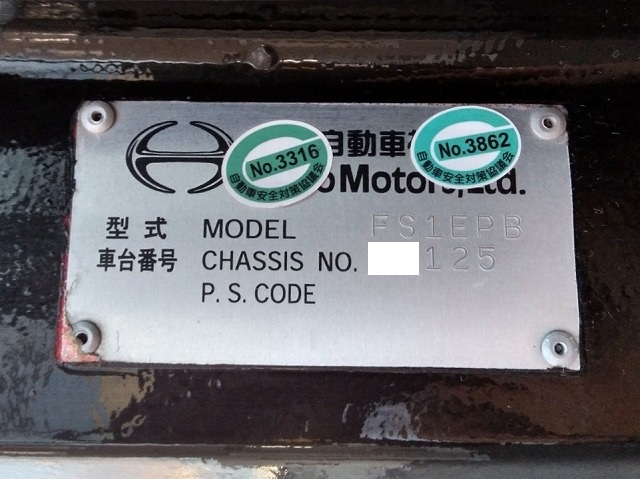 自動車
o Motors, Ltd.
No.3316
自動車安全対策協議会
No.3862
自動車安全対策協議会
型式 MODEL FS1EPB
車台番号 CHASSIS NO. 125
P.S.CODE